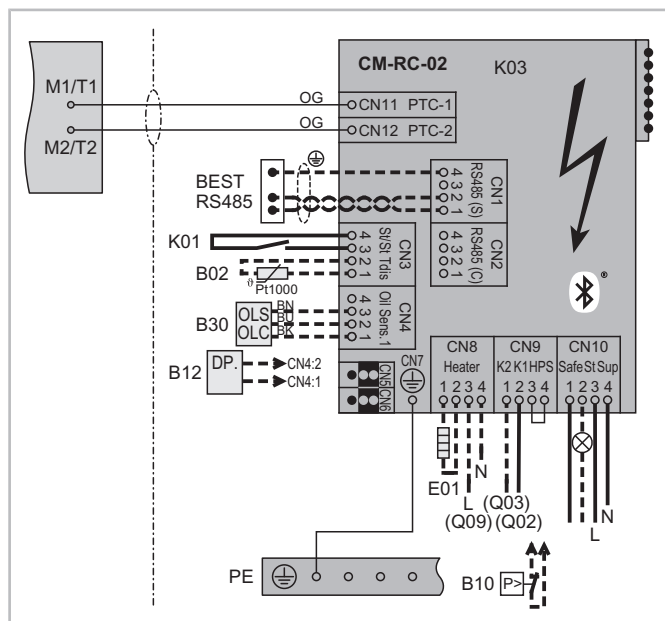 CM-RC-02 K03
M1/T1
M2/T2
OG CN11 PTC-1
OG CN12 PTC-2
BEST
RS485
4 3 2 1 RS485 (S) CN1
K01
4 3 2 1 St/St Tdis CN3
4 3 2 1 RS485 (C) CN2
B02
ϑ Pt1000
B30
OLS
OLC
BN
BU
BK
4 3 2 1 Oil Sens.1 CN4
B12
DP.
CN4:2
CN4:1
CN5
CN6
CN7
CN8 CN9 CN10
Heater K2 K1 HPS Safe St Sup
1 2 3 4 1 2 3 4 1 2 3 4
E01
N
L
(Q09)
(Q03)
(Q02)
L
N
PE
B10
P>
®